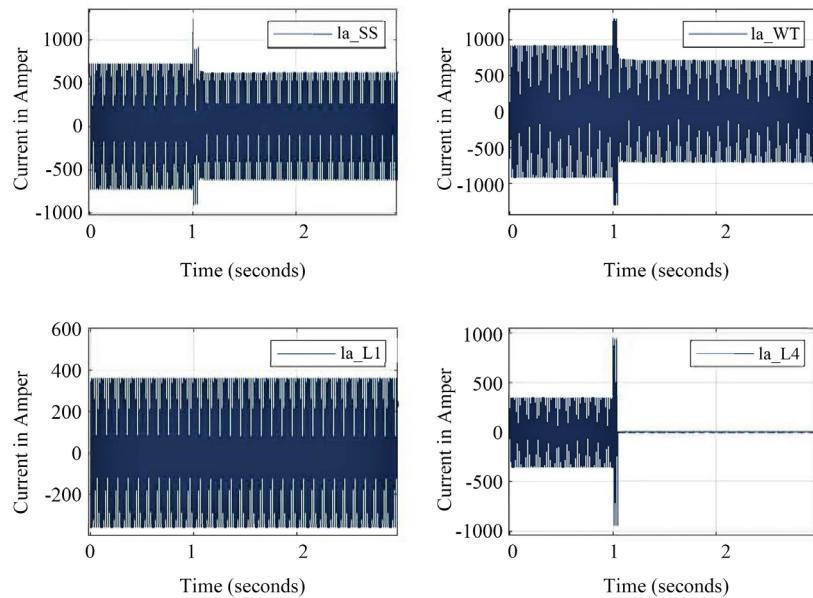 1000
500
0
-500
-1000
Current in Amper
Ia_SS
0
1
2
Time (seconds)
1000
500
0
-500
-1000
Current in Amper
Ia_WT
0
1
2
Time (seconds)
600
400
200
0
-200
Current in Amper
Ia_L1
0
1
2
Time (seconds)
1000
500
0
-500
-1000
Current in Amper
Ia_L4
0
1
2
Time (seconds)